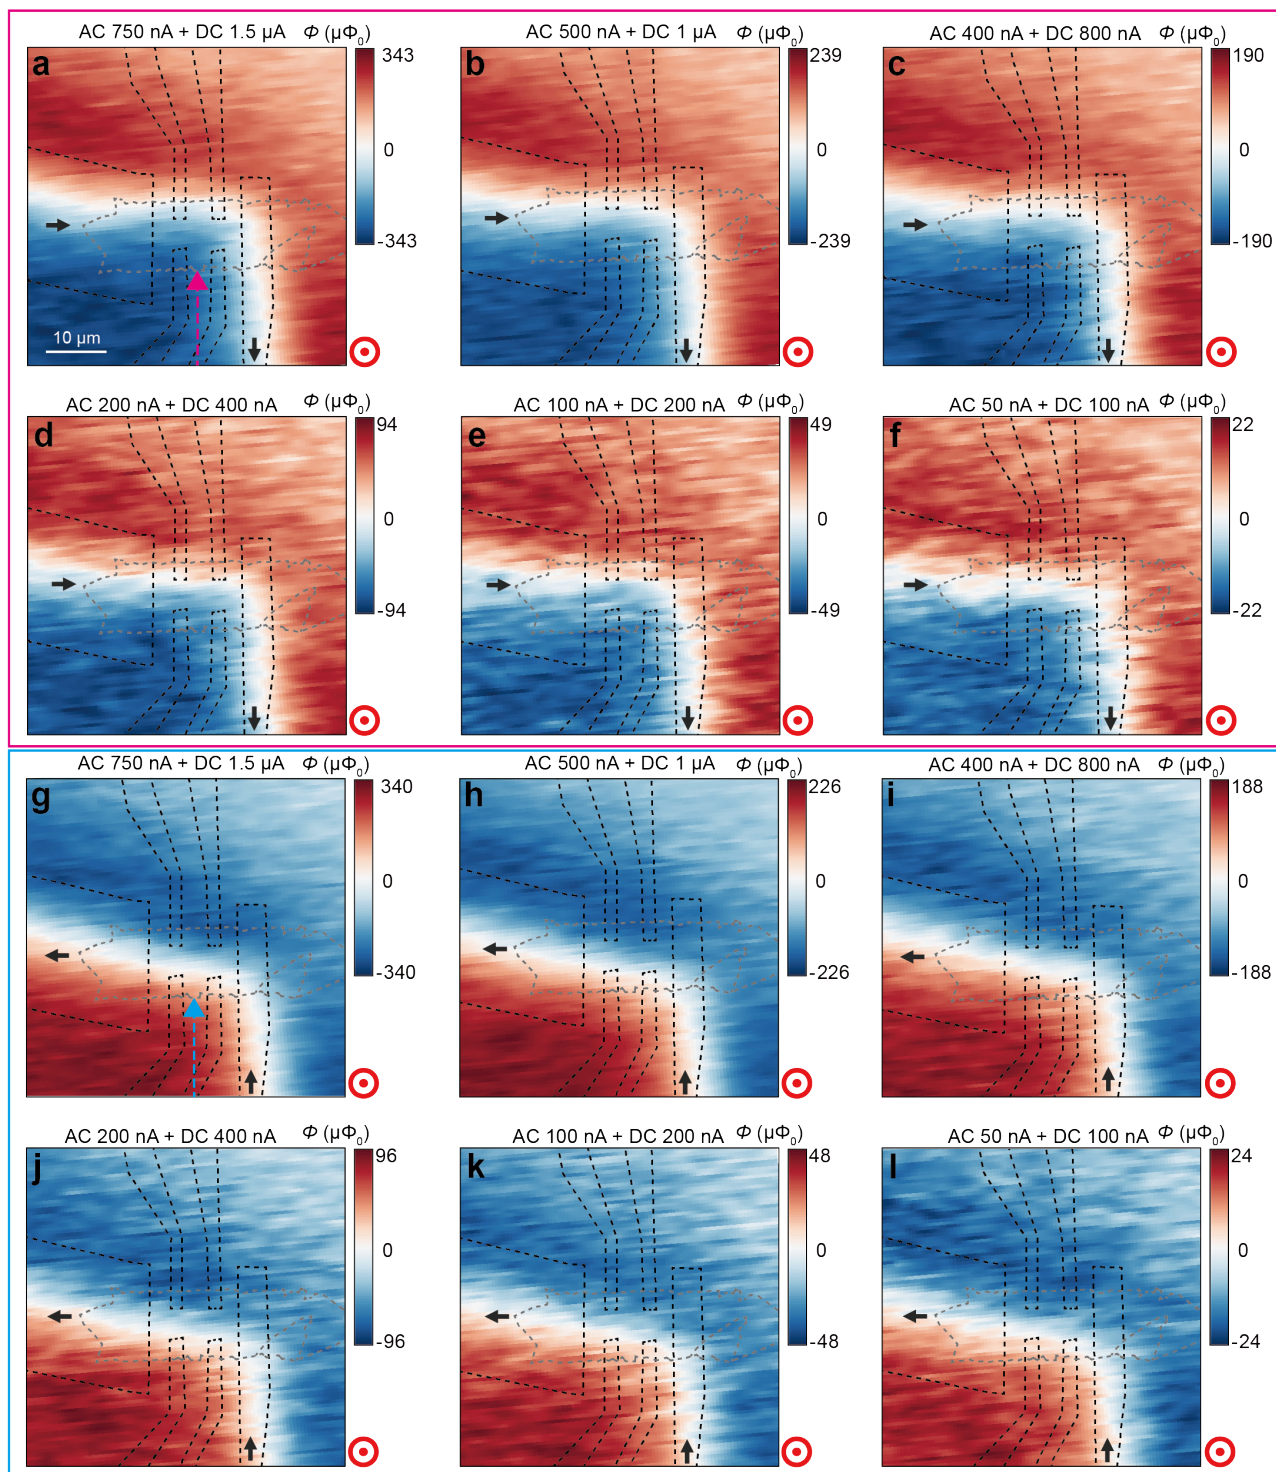 AC 750 nA + DC 1.5 µA Φ (µΦ₀)
a
343
0
-343
10 µm
AC 500 nA + DC 1 µA Φ (µΦ₀)
b
239
0
-239
AC 400 nA + DC 800 nA Φ (µΦ₀)
c
190
0
-190
AC 200 nA + DC 400 nA Φ (µΦ₀)
d
94
0
-94
AC 100 nA + DC 200 nA Φ (µΦ₀)
e
49
0
-49
AC 50 nA + DC 100 nA Φ (µΦ₀)
f
22
0
-22
AC 750 nA + DC 1.5 µA Φ (µΦ₀)
g
340
0
-340
AC 500 nA + DC 1 µA Φ (µΦ₀)
h
226
0
-226
AC 400 nA + DC 800 nA Φ (µΦ₀)
i
188
0
-188
AC 200 nA + DC 400 nA Φ (µΦ₀)
j
96
0
-96
AC 100 nA + DC 200 nA Φ (µΦ₀)
k
48
0
-48
AC 50 nA + DC 100 nA Φ (µΦ₀)
l
24
0
-24